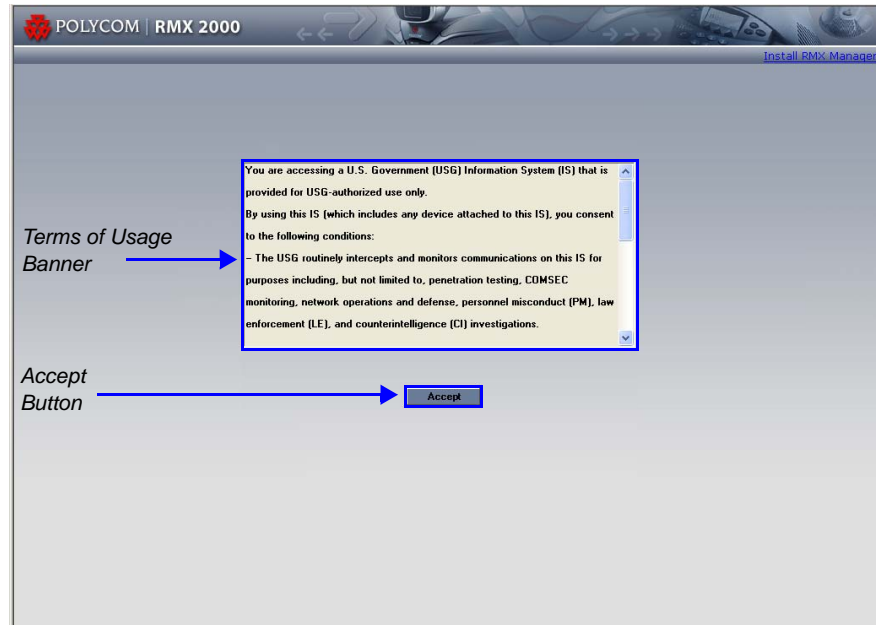 POLYCOM | RMX 2000
Install RMX Manager
You are accessing a U.S. Government (USG) Information System (IS) that is
provided for USG-authorized use only.
By using this IS (which includes any device attached to this IS), you consent
to the following conditions:
– The USG routinely intercepts and monitors communications on this IS for
purposes including, but not limited to, penetration testing, COMSEC
monitoring, network operations and defense, personnel misconduct (PM), law
enforcement (LE), and counterintelligence (CI) investigations.
Terms of Usage
Banner
Accept
Button
Accept